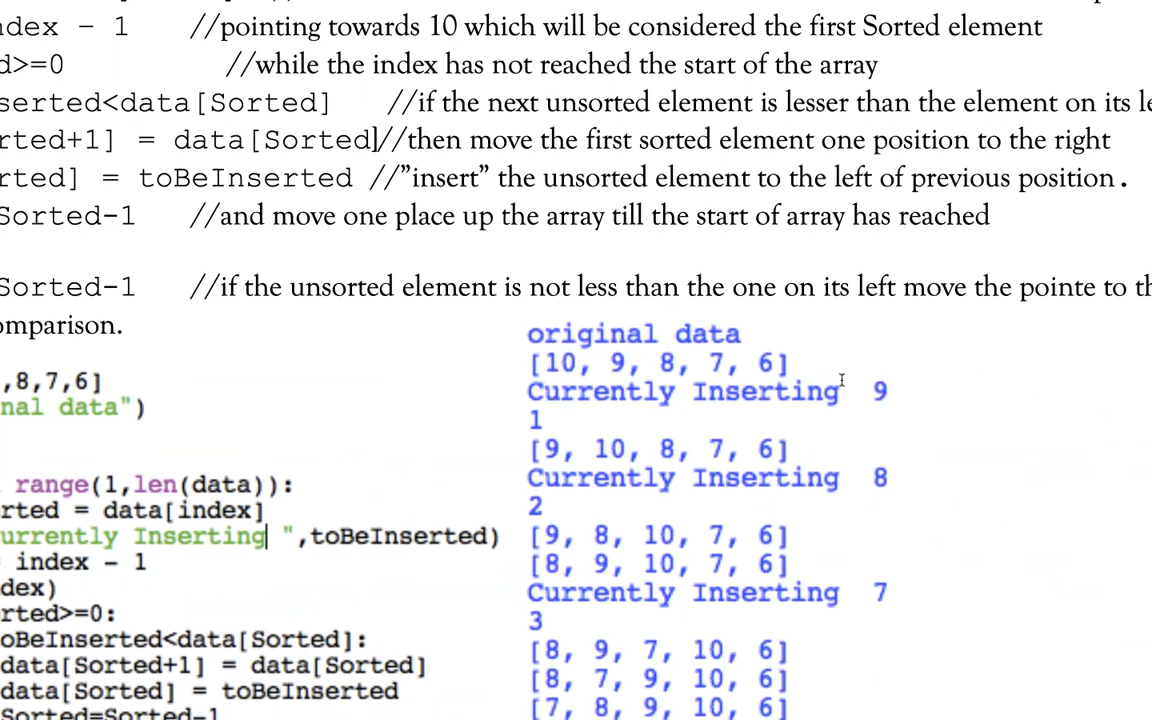 ndex - 1 //pointing towards 10 which will be considered the first Sorted element
d>=0 //while the index has not reached the start of the array
serted<data[Sorted] //if the next unsorted element is lesser than the element on its le
rted+1] = data[Sorted]//then move the first sorted element one position to the right
rted] = toBeInserted //”insert” the unsorted element to the left of previous position.
Sorted-1 //and move one place up the array till the start of array has reached
Sorted-1 //if the unsorted element is not less than the one on its left move the pointe to th
omparison.
,8,7,6]
nal data")
range(1,len(data)):
rted = data[index]
urrently Inserting ",toBeInserted)
index - 1
dex)
rted>=0:
oBeInserted<data[Sorted]:
data[Sorted+1] = data[Sorted]
data[Sorted] = toBeInserted
Sorted=Sorted-1
original data
[10, 9, 8, 7, 6]
Currently Inserting 9
1
[9, 10, 8, 7, 6]
Currently Inserting 8
2
[9, 8, 10, 7, 6]
[8, 9, 10, 7, 6]
Currently Inserting 7
3
[8, 9, 7, 10, 6]
[8, 7, 9, 10, 6]
[7, 8, 9, 10, 6]